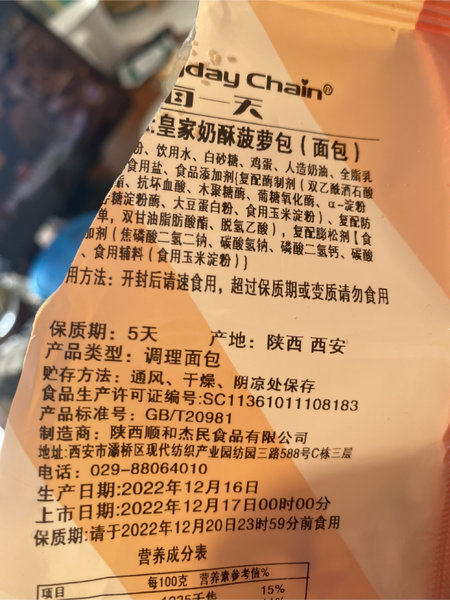 day Chain®
一天
皇家奶酥菠萝包（面包）
饮用水、白砂糖、鸡蛋、人造奶油、全脂乳
食用盐、食品添加剂{复配酶制剂（双乙酰酒石酸
抗坏血酸、木聚糖酶、葡糖氧化酶、α-淀粉
糖淀粉酶、大豆蛋白粉、食用玉米淀粉）、复配防
单，双甘油脂肪酸酯、脱氢乙酸）、复配膨松剂【食
加剂（焦磷酸二氢二钠、碳酸氢钠、磷酸二氢钙、碳酸
、食用辅料（食用玉米淀粉）}
用方法：开封后请速食用，超过保质期或变质请勿食用
保质期：5天 产地：陕西 西安
产品类型：调理面包
贮存方法：通风、干燥、阴凉处保存
食品生产许可证编号:SC11361011108183
产品标准号：GB/T20981
制造商：陕西顺和杰民食品有限公司
地址:西安市灞桥区现代纺织产业园纺园三路588号C栋三层
电话：029-88064010
生产日期:2022年12月16日
上市日期:2022年12月17日00时00分
保质期:请于2022年12月20日23时59分前食用
营养成分表
项目 每100克 营养素参考值%
1235千焦 15%